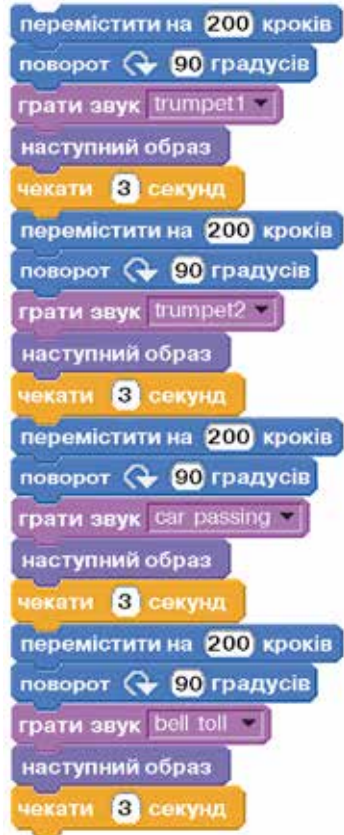 перемістити на 200 кроків
поворот 90 градусів
грати звук trumpet1
наступний образ
чекати 3 секунд
перемістити на 200 кроків
поворот 90 градусів
грати звук trumpet2
наступний образ
чекати 3 секунд
перемістити на 200 кроків
поворот 90 градусів
грати звук car passing
наступний образ
чекати 3 секунд
перемістити на 200 кроків
поворот 90 градусів
грати звук bell toll
наступний образ
чекати 3 секунд